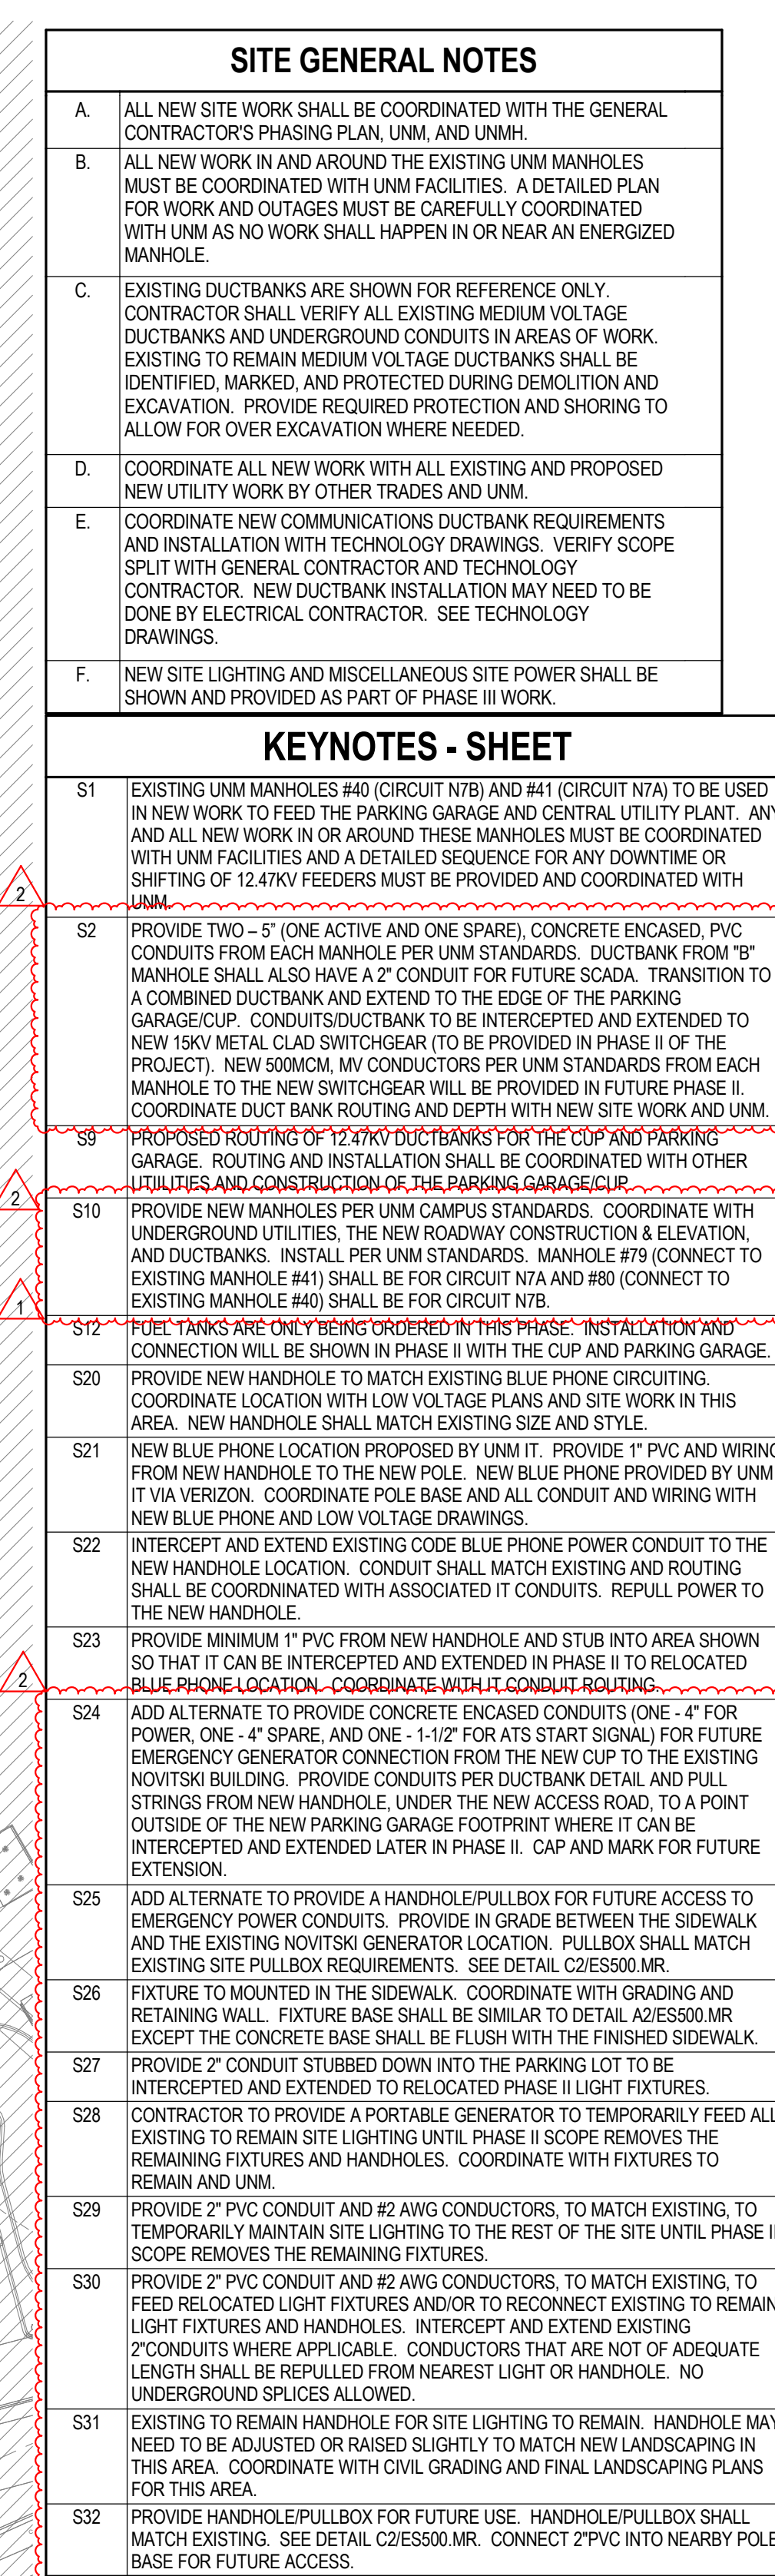 SITE GENERAL NOTES
A. ALL NEW SITE WORK SHALL BE COORDINATED WITH THE GENERAL
CONTRACTOR'S PHASING PLAN, UNM, AND UNMH.
B. ALL NEW WORK IN AND AROUND THE EXISTING UNM MANHOLES
MUST BE COORDINATED WITH UNM FACILITIES. A DETAILED PLAN
FOR WORK AND OUTAGES MUST BE CAREFULLY COORDINATED
WITH UNM AS NO WORK SHALL HAPPEN IN OR NEAR AN ENERGIZED
MANHOLE.
C. EXISTING DUCTBANKS ARE SHOWN FOR REFERENCE ONLY.
CONTRACTOR SHALL VERIFY ALL EXISTING MEDIUM VOLTAGE
DUCTBANKS AND UNDERGROUND CONDUITS IN AREAS OF WORK.
EXISTING TO REMAIN MEDIUM VOLTAGE DUCTBANKS SHALL BE
IDENTIFIED, MARKED, AND PROTECTED DURING DEMOLITION AND
EXCAVATION. PROVIDE REQUIRED PROTECTION AND SHORING TO
ALLOW FOR OVER EXCAVATION WHERE NEEDED.
D. COORDINATE ALL NEW WORK WITH ALL EXISTING AND PROPOSED
NEW UTILITY WORK BY OTHER TRADES AND UNM.
E. COORDINATE NEW COMMUNICATIONS DUCTBANK REQUIREMENTS
AND INSTALLATION WITH TECHNOLOGY DRAWINGS. VERIFY SCOPE
SPLIT WITH GENERAL CONTRACTOR AND TECHNOLOGY
CONTRACTOR. NEW DUCTBANK INSTALLATION MAY NEED TO BE
DONE BY ELECTRICAL CONTRACTOR. SEE TECHNOLOGY
DRAWINGS.
F. NEW SITE LIGHTING AND MISCELLANEOUS SITE POWER SHALL BE
SHOWN AND PROVIDED AS PART OF PHASE III WORK.
KEYNOTES - SHEET
S1 EXISTING UNM MANHOLES #40 (CIRCUIT N7B) AND #41 (CIRCUIT N7A) TO BE USED
IN NEW WORK TO FEED THE PARKING GARAGE AND CENTRAL UTILITY PLANT. ANY
AND ALL NEW WORK IN OR AROUND THESE MANHOLES MUST BE COORDINATED
WITH UNM FACILITIES AND A DETAILED SEQUENCE FOR ANY DOWNTIME OR
SHIFTING OF 12.47KV FEEDERS MUST BE PROVIDED AND COORDINATED WITH
UNM.
2
S2 PROVIDE TWO – 5” (ONE ACTIVE AND ONE SPARE), CONCRETE ENCASED, PVC
CONDUITS FROM EACH MANHOLE PER UNM STANDARDS. DUCTBANK FROM "B"
MANHOLE SHALL ALSO HAVE A 2" CONDUIT FOR FUTURE SCADA. TRANSITION TO
A COMBINED DUCTBANK AND EXTEND TO THE EDGE OF THE PARKING
GARAGE/CUP. CONDUITS/DUCTBANK TO BE INTERCEPTED AND EXTENDED TO
NEW 15KV METAL CLAD SWITCHGEAR (TO BE PROVIDED IN PHASE II OF THE
PROJECT). NEW 500MCM, MV CONDUCTORS PER UNM STANDARDS FROM EACH
MANHOLE TO THE NEW SWITCHGEAR WILL BE PROVIDED IN FUTURE PHASE II.
COORDINATE DUCT BANK ROUTING AND DEPTH WITH NEW SITE WORK AND UNM.
S9 PROPOSED ROUTING OF 12.47KV DUCTBANKS FOR THE CUP AND PARKING
GARAGE. ROUTING AND INSTALLATION SHALL BE COORDINATED WITH OTHER
UTILITIES AND CONSTRUCTION OF THE PARKING GARAGE/CUP
2
S10 PROVIDE NEW MANHOLES PER UNM CAMPUS STANDARDS. COORDINATE WITH
UNDERGROUND UTILITIES, THE NEW ROADWAY CONSTRUCTION & ELEVATION,
AND DUCTBANKS. INSTALL PER UNM STANDARDS. MANHOLE #79 (CONNECT TO
EXISTING MANHOLE #41) SHALL BE FOR CIRCUIT N7A AND #80 (CONNECT TO
EXISTING MANHOLE #40) SHALL BE FOR CIRCUIT N7B.
1
S12 FUEL TANKS ARE ONLY BEING ORDERED IN THIS PHASE. INSTALLATION AND
CONNECTION WILL BE SHOWN IN PHASE II WITH THE CUP AND PARKING GARAGE.
S20 PROVIDE NEW HANDHOLE TO MATCH EXISTING BLUE PHONE CIRCUITING.
COORDINATE LOCATION WITH LOW VOLTAGE PLANS AND SITE WORK IN THIS
AREA. NEW HANDHOLE SHALL MATCH EXISTING SIZE AND STYLE.
S21 NEW BLUE PHONE LOCATION PROPOSED BY UNM IT. PROVIDE 1" PVC AND WIRING
FROM NEW HANDHOLE TO THE NEW POLE. NEW BLUE PHONE PROVIDED BY UNM
IT VIA VERIZON. COORDINATE POLE BASE AND ALL CONDUIT AND WIRING WITH
NEW BLUE PHONE AND LOW VOLTAGE DRAWINGS.
S22 INTERCEPT AND EXTEND EXISTING CODE BLUE PHONE POWER CONDUIT TO THE
NEW HANDHOLE LOCATION. CONDUIT SHALL MATCH EXISTING AND ROUTING
SHALL BE COORDNINATED WITH ASSOCIATED IT CONDUITS. REPULL POWER TO
THE NEW HANDHOLE.
S23 PROVIDE MINIMUM 1" PVC FROM NEW HANDHOLE AND STUB INTO AREA SHOWN
SO THAT IT CAN BE INTERCEPTED AND EXTENDED IN PHASE II TO RELOCATED
BLUE PHONE LOCATION. COORDINATE WITH IT CONDUIT ROUTING.
2
S24 ADD ALTERNATE TO PROVIDE CONCRETE ENCASED CONDUITS (ONE - 4" FOR
POWER, ONE - 4" SPARE, AND ONE - 1-1/2" FOR ATS START SIGNAL) FOR FUTURE
EMERGENCY GENERATOR CONNECTION FROM THE NEW CUP TO THE EXISTING
NOVITSKI BUILDING. PROVIDE CONDUITS PER DUCTBANK DETAIL AND PULL
STRINGS FROM NEW HANDHOLE, UNDER THE NEW ACCESS ROAD, TO A POINT
OUTSIDE OF THE NEW PARKING GARAGE FOOTPRINT WHERE IT CAN BE
INTERCEPTED AND EXTENDED LATER IN PHASE II. CAP AND MARK FOR FUTURE
EXTENSION.
S25 ADD ALTERNATE TO PROVIDE A HANDHOLE/PULLBOX FOR FUTURE ACCESS TO
EMERGENCY POWER CONDUITS. PROVIDE IN GRADE BETWEEN THE SIDEWALK
AND THE EXISTING NOVITSKI GENERATOR LOCATION. PULLBOX SHALL MATCH
EXISTING SITE PULLBOX REQUIREMENTS. SEE DETAIL C2/ES500.MR.
S26 FIXTURE TO MOUNTED IN THE SIDEWALK. COORDINATE WITH GRADING AND
RETAINING WALL. FIXTURE BASE SHALL BE SIMILAR TO DETAIL A2/ES500.MR
EXCEPT THE CONCRETE BASE SHALL BE FLUSH WITH THE FINISHED SIDEWALK.
S27 PROVIDE 2" CONDUIT STUBBED DOWN INTO THE PARKING LOT TO BE
INTERCEPTED AND EXTENDED TO RELOCATED PHASE II LIGHT FIXTURES.
S28 CONTRACTOR TO PROVIDE A PORTABLE GENERATOR TO TEMPORARILY FEED ALL
EXISTING TO REMAIN SITE LIGHTING UNTIL PHASE II SCOPE REMOVES THE
REMAINING FIXTURES AND HANDHOLES. COORDINATE WITH FIXTURES TO
REMAIN AND UNM.
S29 PROVIDE 2" PVC CONDUIT AND #2 AWG CONDUCTORS, TO MATCH EXISTING, TO
TEMPORARILY MAINTAIN SITE LIGHTING TO THE REST OF THE SITE UNTIL PHASE II
SCOPE REMOVES THE REMAINING FIXTURES.
S30 PROVIDE 2" PVC CONDUIT AND #2 AWG CONDUCTORS, TO MATCH EXISTING, TO
FEED RELOCATED LIGHT FIXTURES AND/OR TO RECONNECT EXISTING TO REMAIN
LIGHT FIXTURES AND HANDHOLES. INTERCEPT AND EXTEND EXISTING
2"CONDUITS WHERE APPLICABLE. CONDUCTORS THAT ARE NOT OF ADEQUATE
LENGTH SHALL BE REPULLED FROM NEAREST LIGHT OR HANDHOLE. NO
UNDERGROUND SPLICES ALLOWED.
S31 EXISTING TO REMAIN HANDHOLE FOR SITE LIGHTING TO REMAIN. HANDHOLE MAY
NEED TO BE ADJUSTED OR RAISED SLIGHTLY TO MATCH NEW LANDSCAPING IN
THIS AREA. COORDINATE WITH CIVIL GRADING AND FINAL LANDSCAPING PLANS
FOR THIS AREA.
S32 PROVIDE HANDHOLE/PULLBOX FOR FUTURE USE. HANDHOLE/PULLBOX SHALL
MATCH EXISTING. SEE DETAIL C2/ES500.MR. CONNECT 2"PVC INTO NEARBY POLE
BASE FOR FUTURE ACCESS.